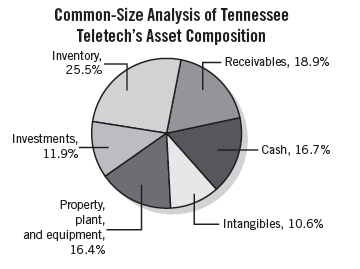 Common-Size Analysis of Tennessee
Teletech's Asset Composition
Inventory,
25.5%
Receivables, 18.9%
Investments,
11.9%
Cash, 16.7%
Property,
plant,
and equipment,
16.4%
Intangibles, 10.6%